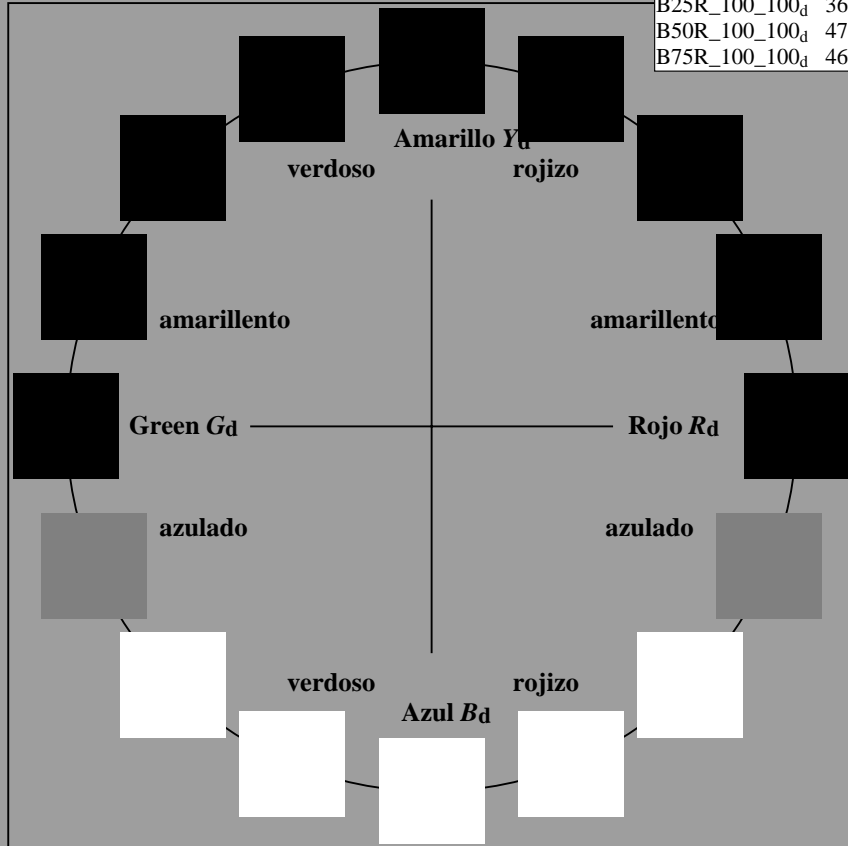 B25R_100_100d 36
B50R_100_100d 47
B75R_100_100d 46
Amarillo Yd
verdoso rojizo
amarillento amarillento
Green Gd Rojo Rd
azulado azulado
verdoso rojizo
Azul Bd